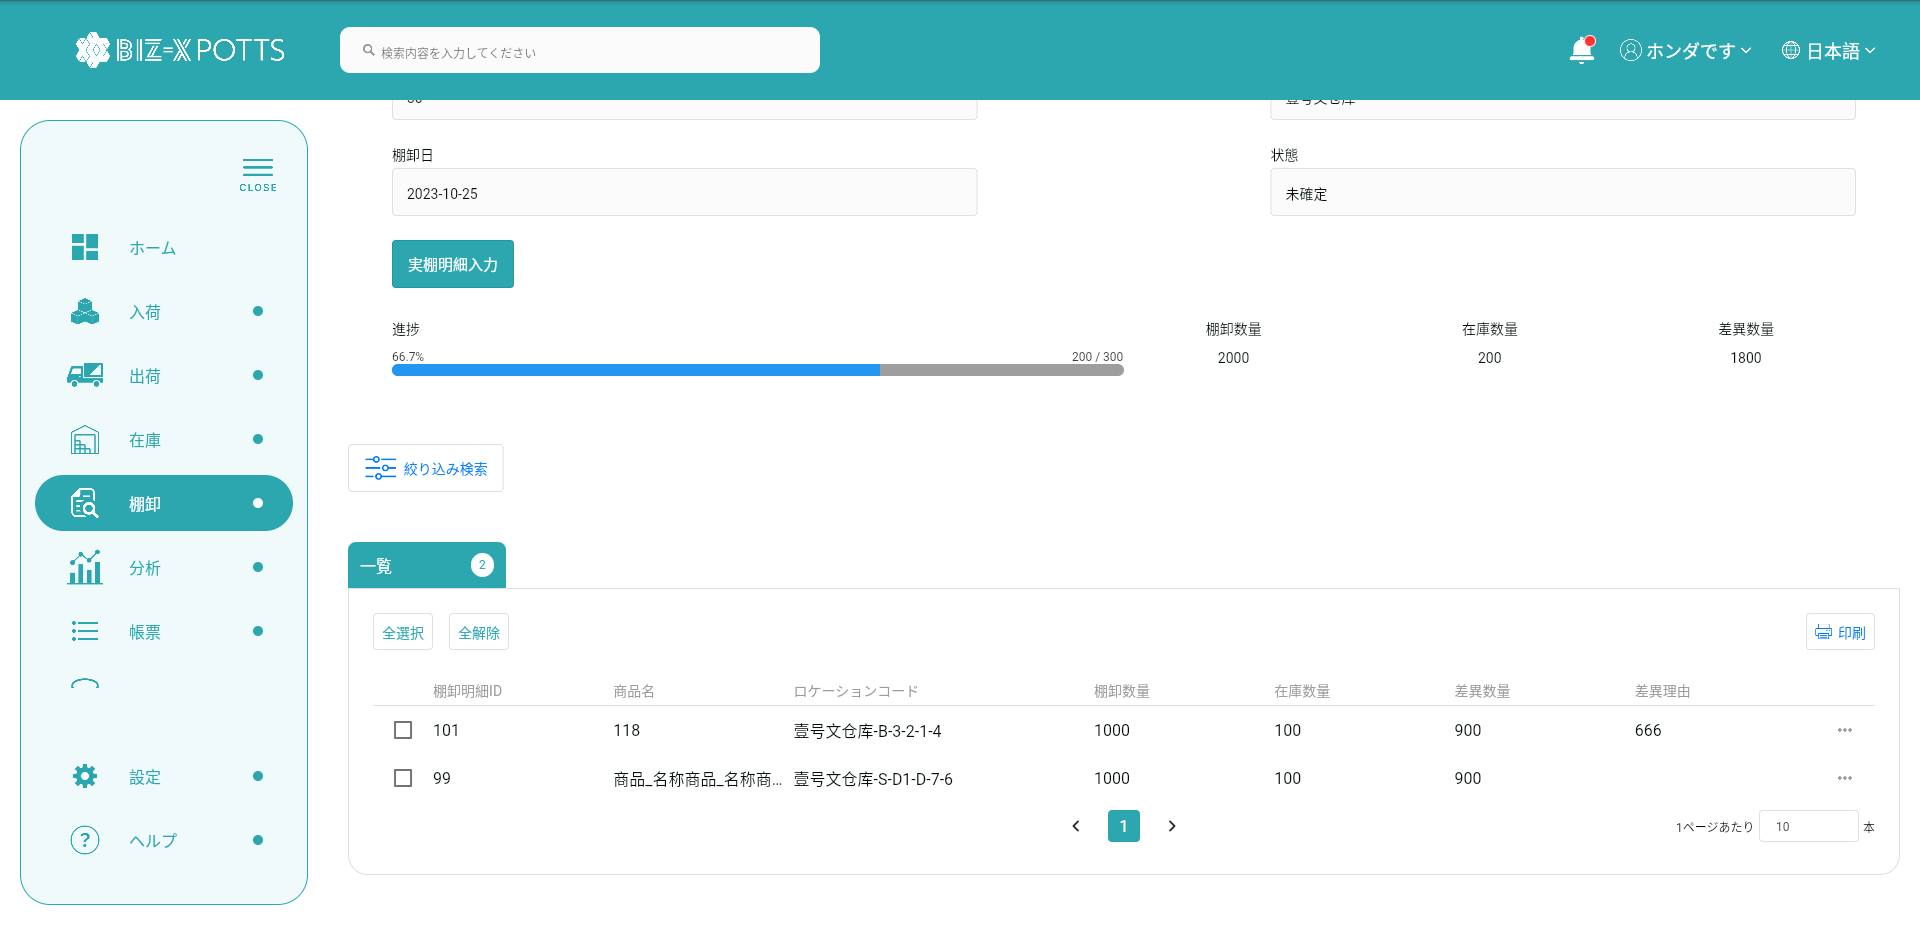 BIZ=X POTTS
検索内容を入力してください
ホンダです
日本語
CLOSE
ホーム
入荷
出荷
在庫
棚卸
分析
帳票
設定
ヘルプ
棚卸日
状態
2023-10-25
未確定
実棚明細入力
進捗
棚卸数量
在庫数量
差異数量
66.7%
200 / 300
2000
200
1800
絞り込み検索
一覧
2
全選択
全解除
印刷
棚卸明細ID 商品名 ロケーションコード 棚卸数量 在庫数量 差異数量 差異理由
101 118 壹号文仓库-B-3-2-1-4 1000 100 900 666
99 商品_名称商品_名称商... 壹号文仓库-S-D1-D-7-6 1000 100 900
1
1ページあたり 10 本